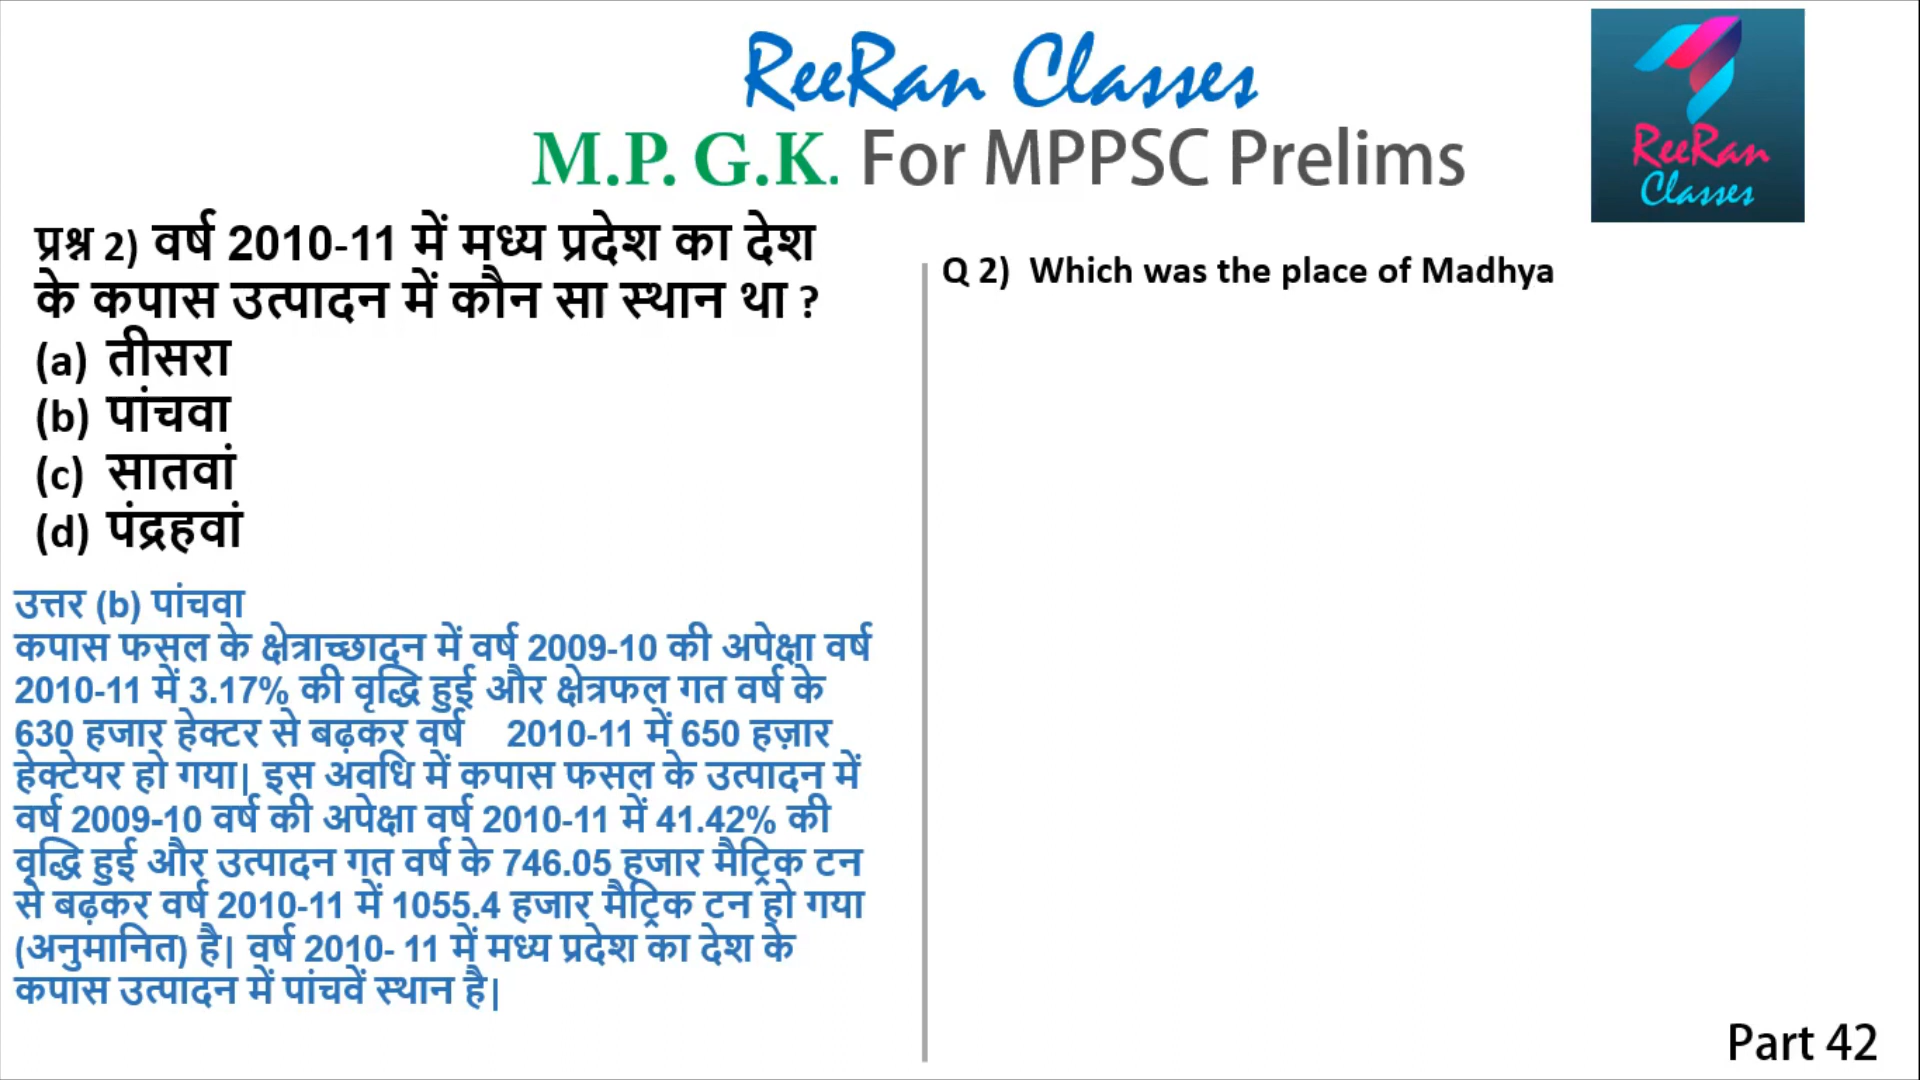 ReeRan Classes
M.P. G.K. For MPPSC Prelims
ReeRan
Classes
प्रश्न 2) वर्ष 2010-11 में मध्य प्रदेश का देश
के कपास उत्पादन में कौन सा स्थान था ?
(a) तीसरा
(b) पांचवा
(c) सातवां
(d) पंद्रहवां
उत्तर (b) पांचवा
कपास फसल के क्षेत्राच्छादन में वर्ष 2009-10 की अपेक्षा वर्ष
2010-11 में 3.17% की वृद्धि हुई और क्षेत्रफल गत वर्ष के
630 हजार हेक्टर से बढ़कर वर्ष 2010-11 में 650 हज़ार
हेक्टेयर हो गया| इस अवधि में कपास फसल के उत्पादन में
वर्ष 2009-10 वर्ष की अपेक्षा वर्ष 2010-11 में 41.42% की
वृद्धि हुई और उत्पादन गत वर्ष के 746.05 हजार मैट्रिक टन
से बढ़कर वर्ष 2010-11 में 1055.4 हजार मैट्रिक टन हो गया
(अनुमानित) है| वर्ष 2010- 11 में मध्य प्रदेश का देश के
कपास उत्पादन में पांचवें स्थान है|
Q 2) Which was the place of Madhya
Part 42